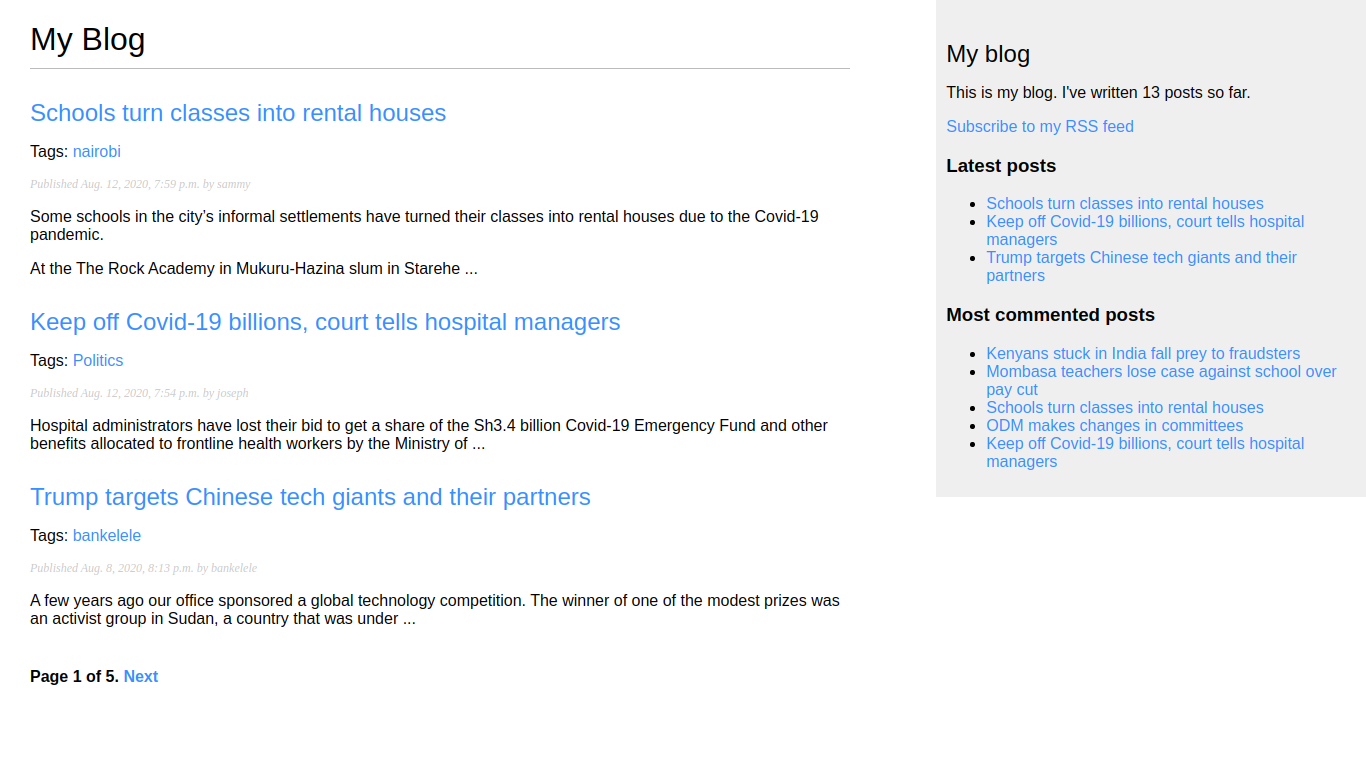 My Blog
Schools turn classes into rental houses
Tags: nairobi
Published Aug. 12, 2020, 7:59 p.m. by sammy
Some schools in the city’s informal settlements have turned their classes into rental houses due to the Covid-19
pandemic.
At the The Rock Academy in Mukuru-Hazina slum in Starehe ...
Keep off Covid-19 billions, court tells hospital managers
Tags: Politics
Published Aug. 12, 2020, 7:54 p.m. by joseph
Hospital administrators have lost their bid to get a share of the Sh3.4 billion Covid-19 Emergency Fund and other
benefits allocated to frontline health workers by the Ministry of ...
Trump targets Chinese tech giants and their partners
Tags: bankelele
Published Aug. 8, 2020, 8:13 p.m. by bankelele
A few years ago our office sponsored a global technology competition. The winner of one of the modest prizes was
an activist group in Sudan, a country that was under ...
Page 1 of 5. Next
My blog
This is my blog. I've written 13 posts so far.
Subscribe to my RSS feed
Latest posts
Schools turn classes into rental houses
Keep off Covid-19 billions, court tells hospital
managers
Trump targets Chinese tech giants and their
partners
Most commented posts
Kenyans stuck in India fall prey to fraudsters
Mombasa teachers lose case against school over
pay cut
Schools turn classes into rental houses
ODM makes changes in committees
Keep off Covid-19 billions, court tells hospital
managers